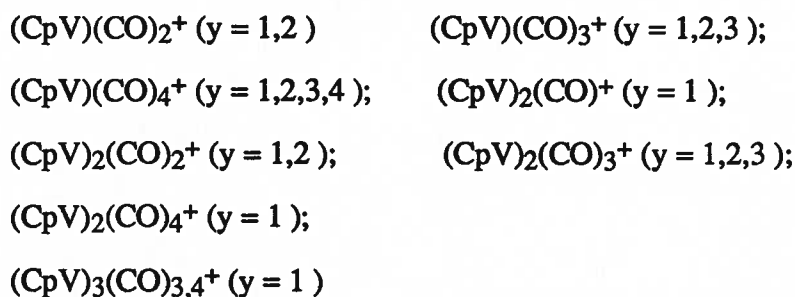 (CpV)(CO)2+ (y = 1,2 ) (CpV)(CO)3+ (y = 1,2,3 );
(CpV)(CO)4+ (y = 1,2,3,4 ); (CpV)2(CO)+ (y = 1 );
(CpV)2(CO)2+ (y = 1,2 ); (CpV)2(CO)3+ (y = 1,2,3 );
(CpV)2(CO)4+ (y = 1 );
(CpV)3(CO)3,4+ (y = 1 )